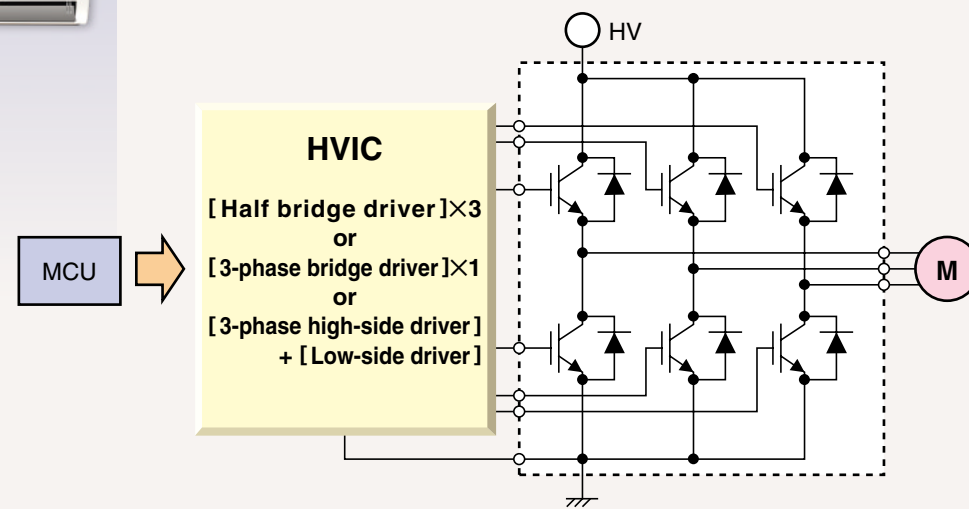 HV
HVIC
[Half bridge driver]×3
or
[3-phase bridge driver]×1
or
[3-phase high-side driver]
+ [Low-side driver]
MCU
M